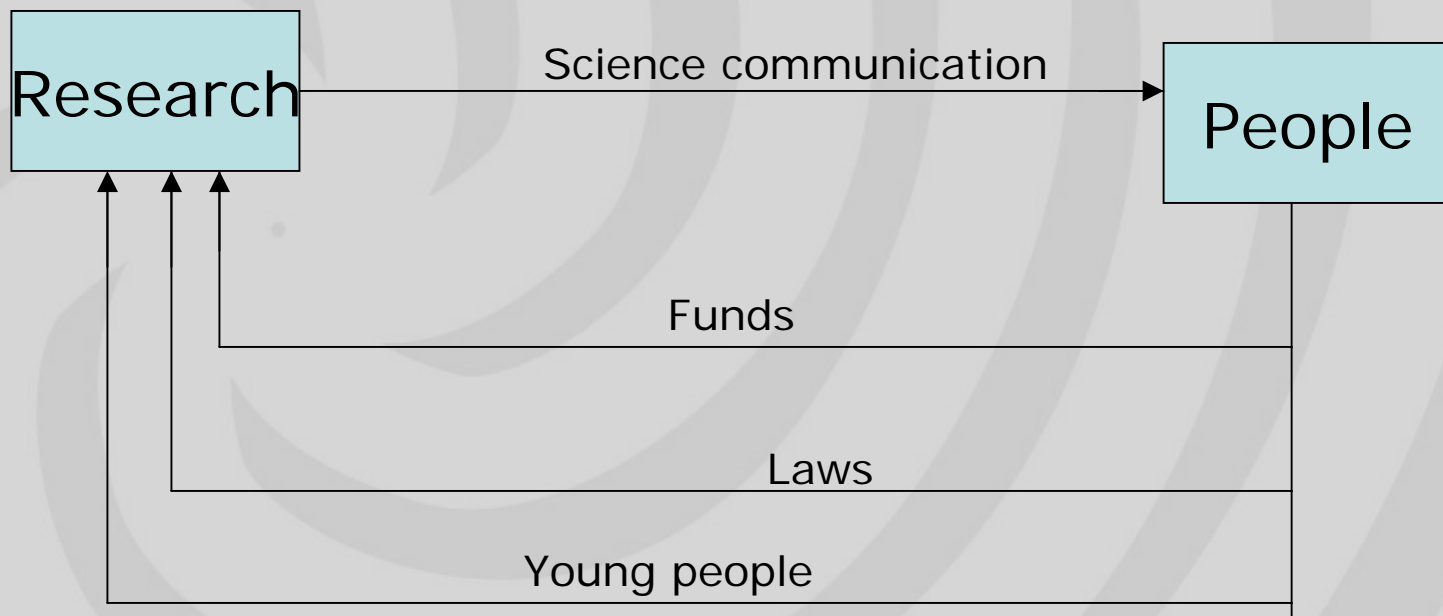 Research
Science communication
People
Funds
Laws
Young people